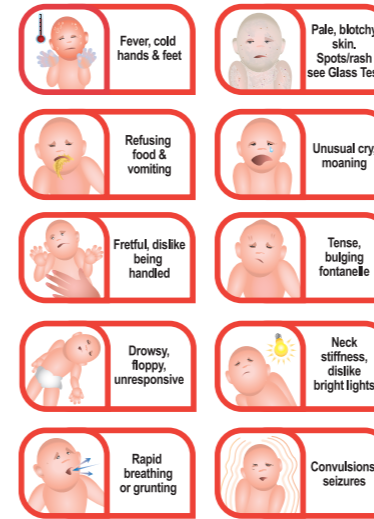 Fever, cold
hands & feet
Pale, blotchy
skin.
Spots/rash
see Glass Tes
Refusing
food &
vomiting
Unusual cry,
moaning
Fretful, dislike
being
handled
Tense,
bulging
fontanelle
Drowsy,
floppy,
unresponsive
Neck
stiffness,
dislike
bright lights
Rapid
breathing
or grunting
Convulsions
seizures